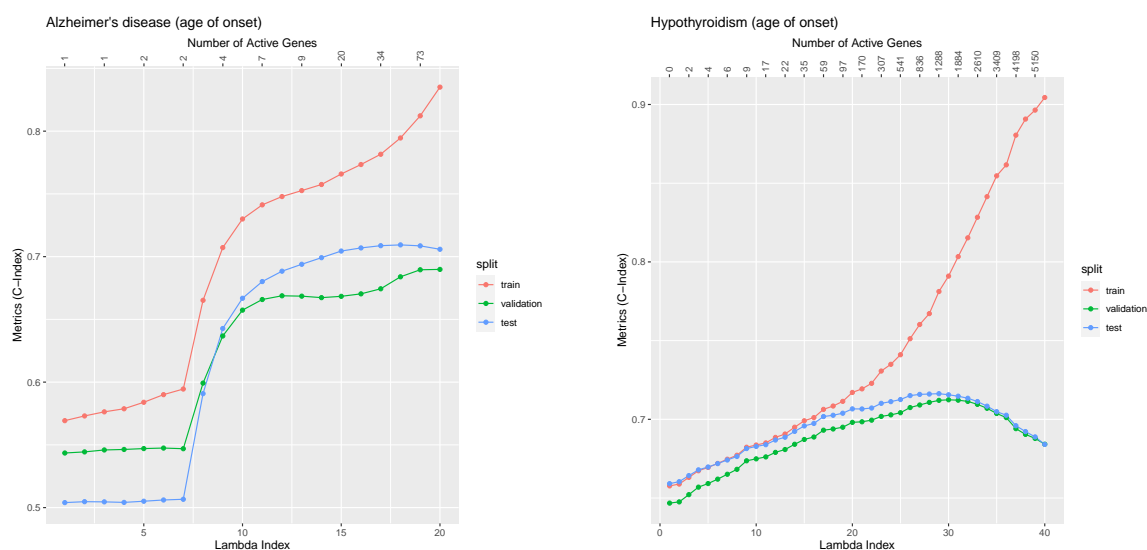 Alzheimer's disease (age of onset)
Number of Active Genes
1 1 2 2 4 7 9 20 34 73
0.8
0.7
0.6
0.5
Metrics (C-Index)
5 10 15 20
Lambda Index
split
train
validation
test
Hypothyroidism (age of onset)
Number of Active Genes
0 2 4 6 9 17 22 35 59 97 170 307 541 836 1288 1884 2610 3409 4198 5150
0.9
0.8
0.7
Metrics (C-Index)
0 10 20 30 40
Lambda Index
split
train
validation
test